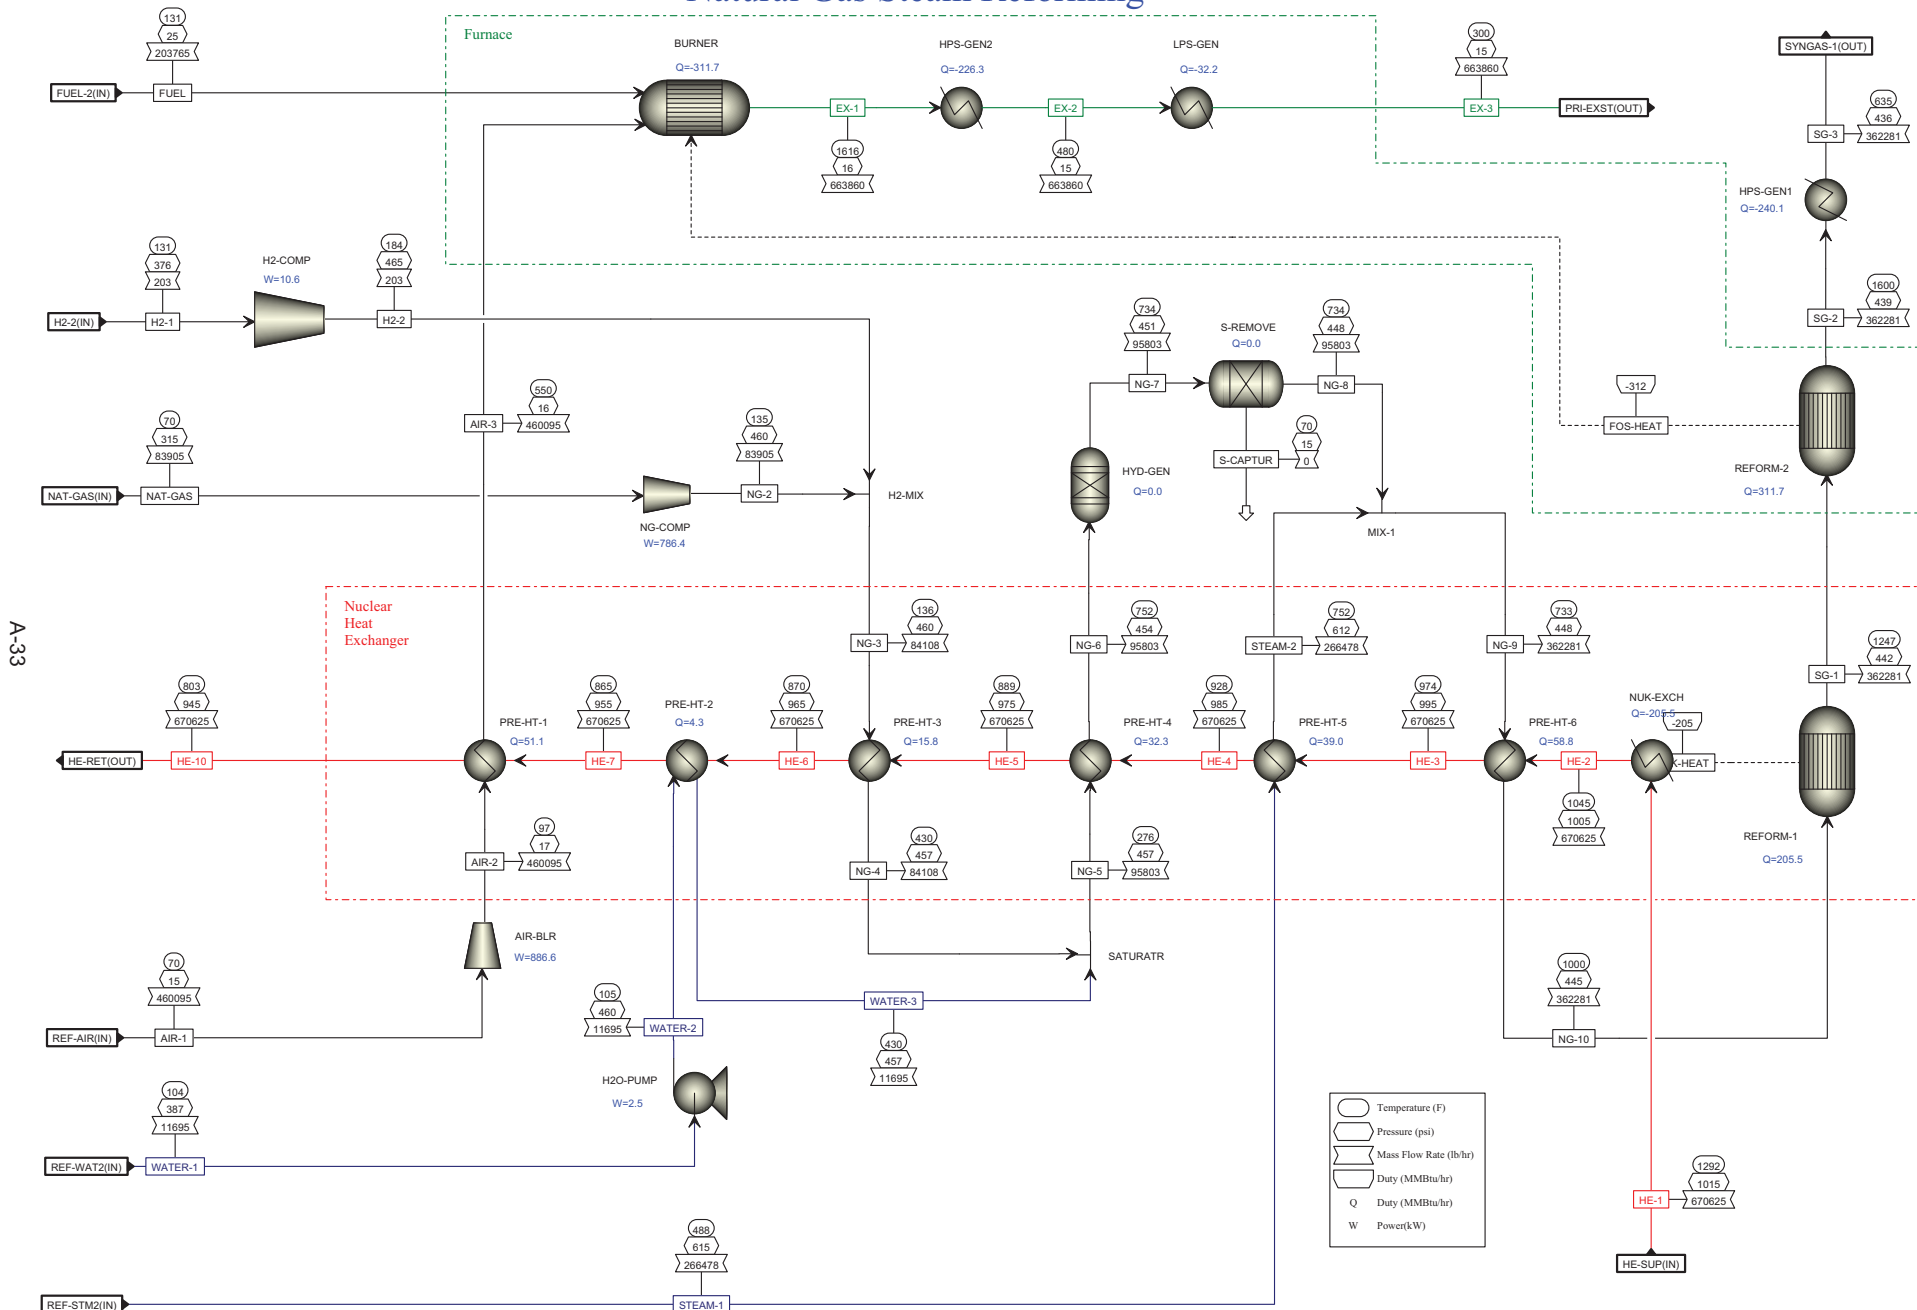 Natural Gas Steam Reforming
Furnace
131
25
203765
FUEL-2(IN)
FUEL
BURNER
Q=-311.7
EX-1
1616
16
663860
HPS-GEN2
Q=-226.3
EX-2
480
15
663860
LPS-GEN
Q=-32.2
300
15
663860
EX-3
PRI-EXST(OUT)
SYNGAS-1(OUT)
635
436
362281
SG-3
HPS-GEN1
Q=-240.1
1600
439
362281
SG-2
131
376
203
H2-2(IN)
H2-1
H2-COMP
W=10.6
184
465
203
H2-2
550
16
460095
AIR-3
70
315
83905
NAT-GAS(IN)
NAT-GAS
NG-COMP
W=786.4
135
460
83905
NG-2
H2-MIX
734
451
95803
NG-7
S-REMOVE
Q=0.0
734
448
95803
NG-8
S-CAPTUR
70
15
0
HYD-GEN
Q=0.0
MIX-1
-312
FOS-HEAT
REFORM-2
Q=311.7
A-33
Nuclear
Heat
Exchanger
136
460
84108
NG-3
752
454
95803
NG-6
752
612
266478
STEAM-2
733
448
362281
NG-9
1247
442
362281
SG-1
HE-RET(OUT)
803
945
670625
HE-10
PRE-HT-1
Q=51.1
865
955
670625
HE-7
PRE-HT-2
Q=4.3
870
965
670625
HE-6
PRE-HT-3
Q=15.8
889
975
670625
HE-5
PRE-HT-4
Q=32.3
928
985
670625
HE-4
PRE-HT-5
Q=39.0
974
995
670625
HE-3
PRE-HT-6
Q=58.8
HE-2
1045
1005
670625
NUK-EXCH
Q=-205.5
-205
K-HEAT
REFORM-1
Q=205.5
97
17
460095
AIR-2
430
457
84108
NG-4
276
457
95803
NG-5
AIR-BLR
W=886.6
SATURATR
70
15
460095
REF-AIR(IN)
AIR-1
105
460
11695
WATER-2
WATER-3
430
457
11695
1000
445
362281
NG-10
H2O-PUMP
W=2.5
104
387
11695
REF-WAT2(IN)
WATER-1
488
615
266478
REF-STM2(IN)
STEAM-1
Temperature (F)
Pressure (psi)
Mass Flow Rate (lb/hr)
Duty (MMBtu/hr)
Q Duty (MMBtu/hr)
W Power(kW)
1292
1015
670625
HE-1
HE-SUP(IN)